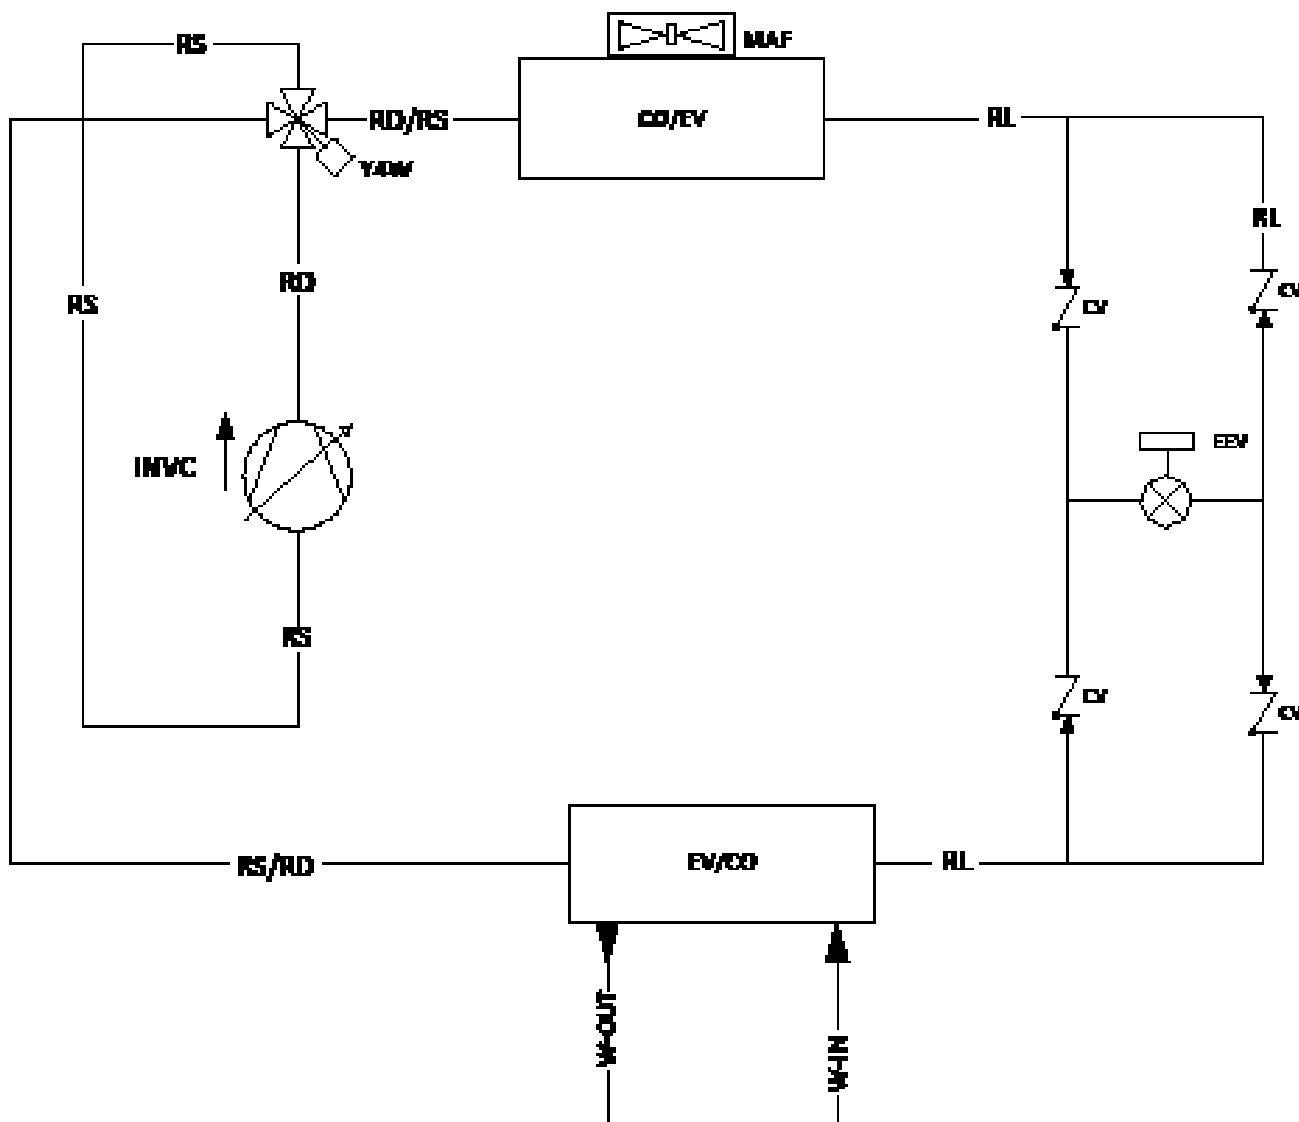 MAF
RS
RD/RS
CO/EV
RL
Y4W
RL
RD
RS
CV
CV
EEV
INVC
RS
CV
CV
RS/RD
EV/CO
RL
W-OUT
W-IN